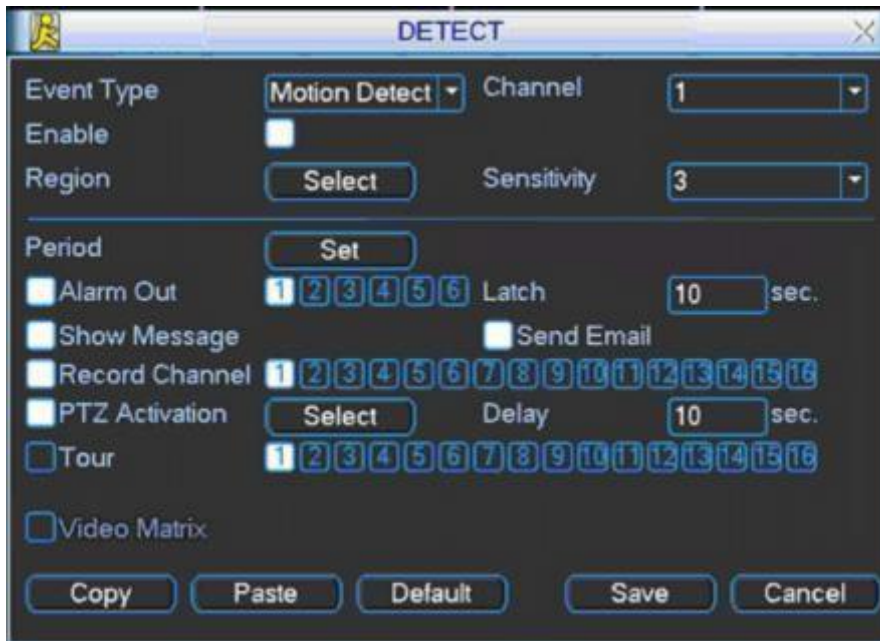 DETECT
Event Type Motion Detect Channel 1
Enable
Region Select Sensitivity 3
Period Set
Alarm Out 1 2 3 4 5 6 Latch 10 sec.
Show Message Send Email
Record Channel 1 2 3 4 5 6 7 8 9 10 11 12 13 14 15 16
PTZ Activation Select Delay 10 sec.
Tour 1 2 3 4 5 6 7 8 9 10 11 12 13 14 15 16
Video Matrix
Copy Paste Default Save Cancel